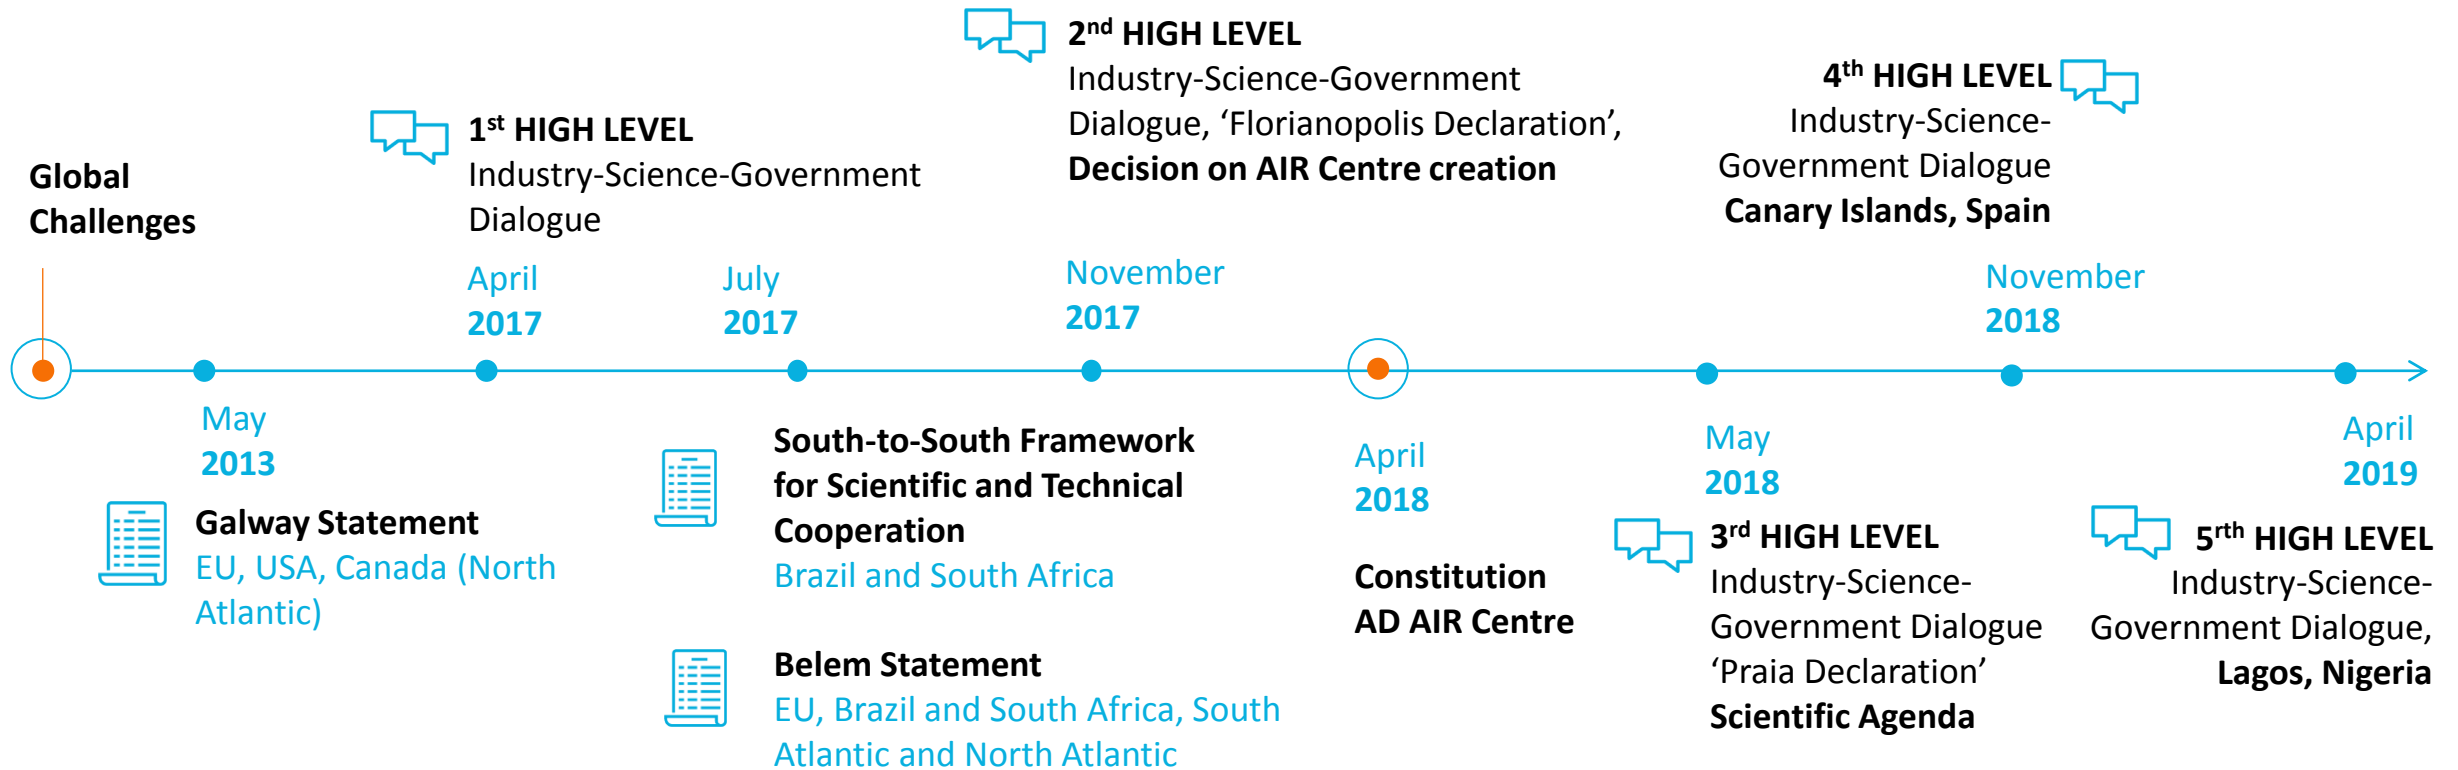 Global
Challenges
May
2013
Galway Statement
EU, USA, Canada (North
Atlantic)
1st HIGH LEVEL
Industry-Science-Government
Dialogue
April
2017
July
2017
South-to-South Framework
for Scientific and Technical
Cooperation
Brazil and South Africa
Belem Statement
EU, Brazil and South Africa, South
Atlantic and North Atlantic
2nd HIGH LEVEL
Industry-Science-Government
Dialogue, ‘Florianopolis Declaration’,
Decision on AIR Centre creation
November
2017
April
2018
Constitution
AD AIR Centre
May
2018
3rd HIGH LEVEL
Industry-Science-
Government Dialogue
‘Praia Declaration’
Scientific Agenda
4th HIGH LEVEL
Industry-Science-
Government Dialogue
Canary Islands, Spain
November
2018
April
2019
5rth HIGH LEVEL
Industry-Science-
Government Dialogue,
Lagos, Nigeria